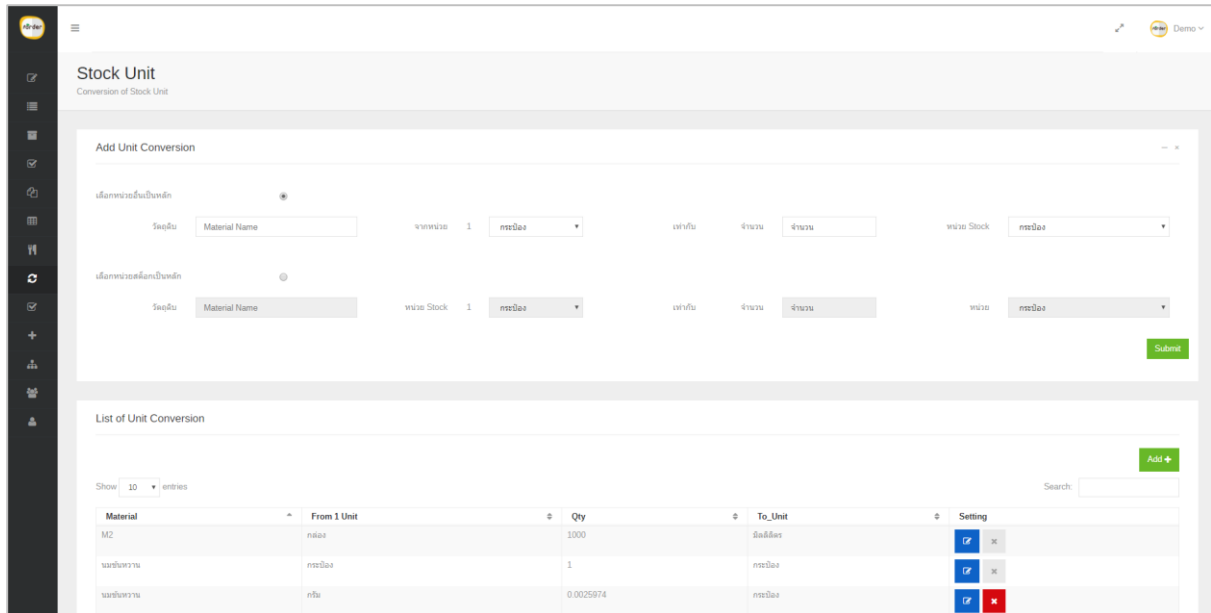 nOrder
Demo
Stock Unit
Conversion of Stock Unit
Add Unit Conversion
เลือกหน่วยอื่นเป็นหลัก
วัตถุดิบ Material Name จากหน่วย 1 กระป๋อง เท่ากับ จำนวน จำนวน หน่วย Stock กระป๋อง
เลือกหน่วยสต็อกเป็นหลัก
วัตถุดิบ Material Name หน่วย Stock 1 กระป๋อง เท่ากับ จำนวน จำนวน หน่วย กระป๋อง
Submit
List of Unit Conversion
Add
Show 10 entries Search:
Material From 1 Unit Qty To_Unit Setting
M2 กล่อง 1000 มิลลิลิตร
นมข้นหวาน กระป๋อง 1 กระป๋อง
นมข้นหวาน กรัม 0.0025974 กระป๋อง